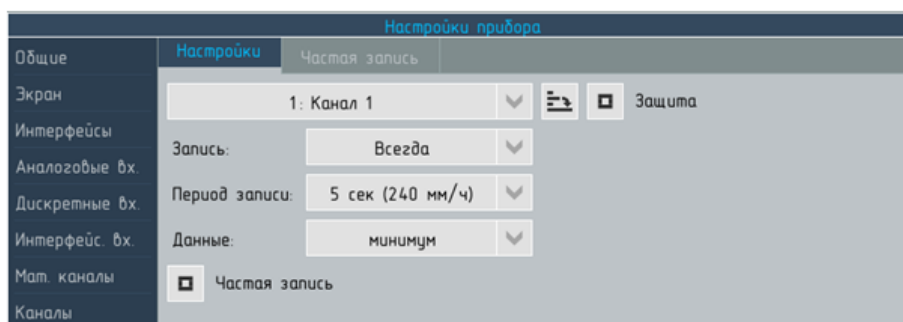 Настройки прибора
Общие
Экран
Интерфейсы
Аналоговые вх.
Дискретные вх.
Интерфейс. вх.
Мат. каналы
Каналы
Настройки
Частая запись
1: Канал 1
Защита
Запись:
Всегда
Период записи:
5 сек (240 мм/ч)
Данные:
минимум
Частая запись